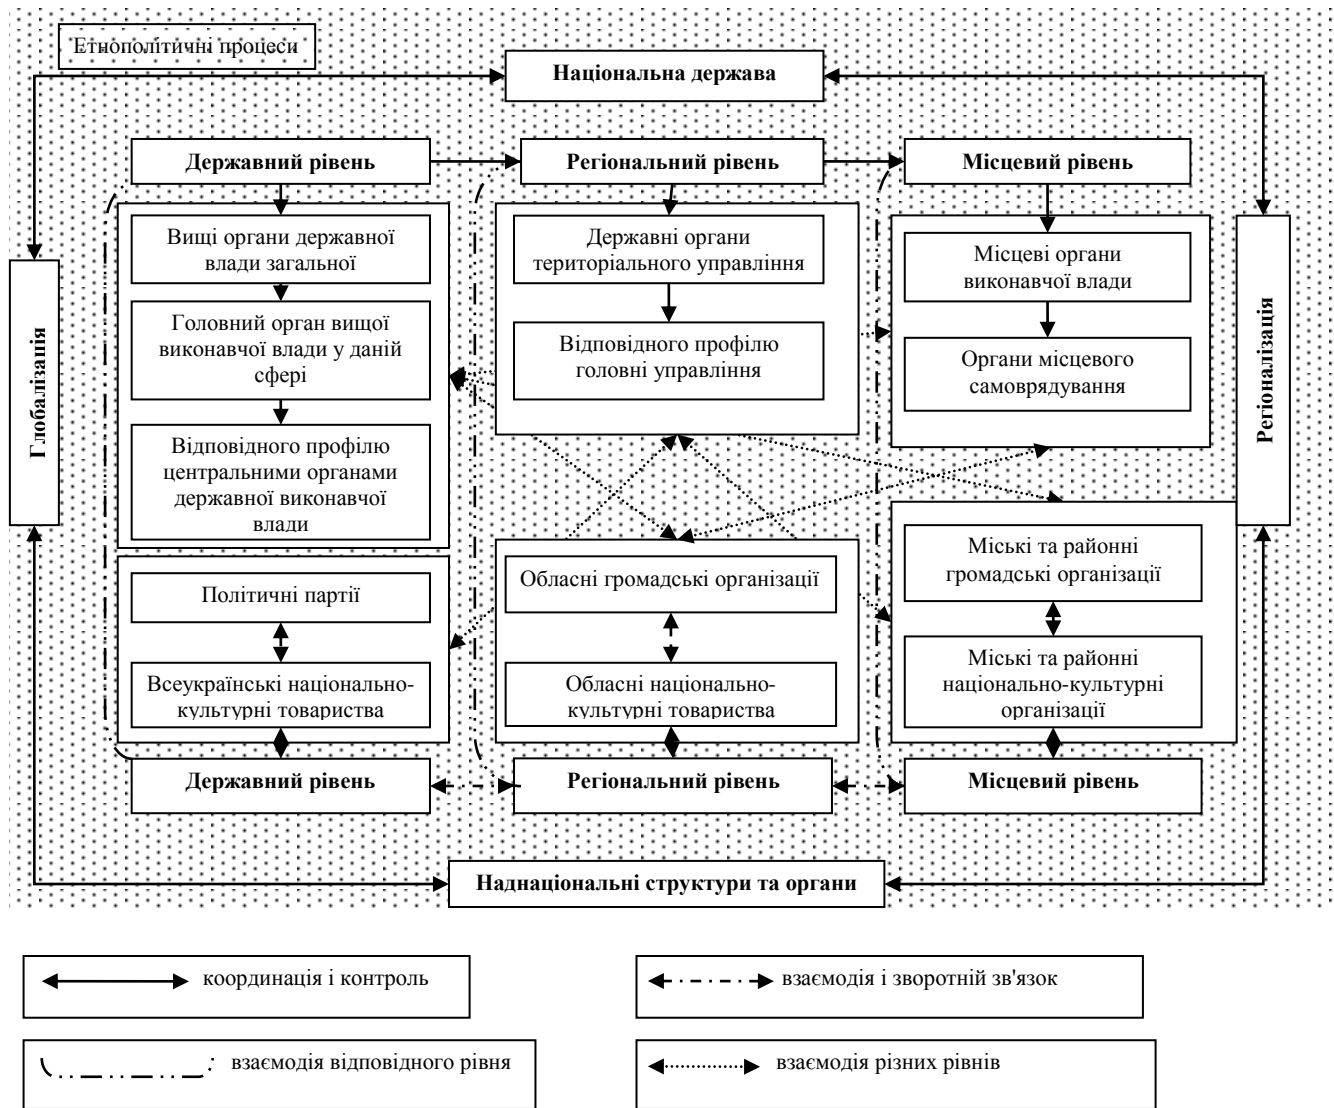 Етнополітичні процеси
Національна держава
Державний рівень
Регіональний рівень
Місцевий рівень
Вищі органи державної
влади загальної
Головний орган вищої
виконавчої влади у даній
сфері
Відповідного профілю
центральними органами
державної виконавчої
влади
Державні органи
територіального управління
Відповідного профілю
головні управління
Місцеві органи
виконавчої влади
Органи місцевого
самоврядування
Глобалізація
Регіоналізація
Політичні партії
Всеукраїнські національно-
культурні товариства
Обласні громадські організації
Обласні національно-
культурні товариства
Міські та районні
громадські організації
Міські та районні
національно-культурні
організації
Державний рівень
Регіональний рівень
Місцевий рівень
Наднаціональні структури та органи
координація і контроль
взаємодія і зворотній зв'язок
взаємодія відповідного рівня
взаємодія різних рівнів